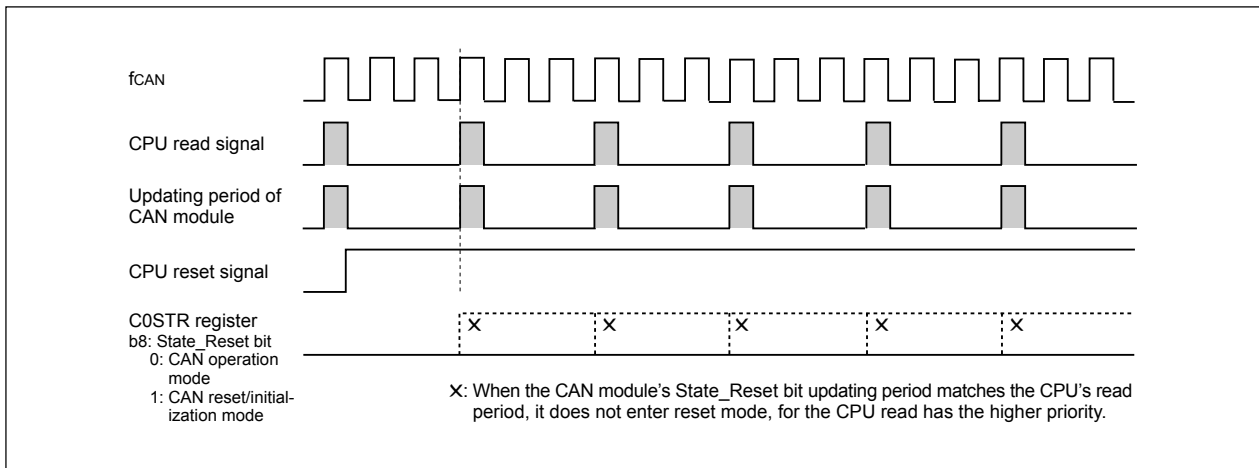 fCAN
CPU read signal
Updating period of
CAN module
CPU reset signal
C0STR register
b8: State_Reset bit
0: CAN operation
mode
1: CAN reset/initial-
ization mode
✕: When the CAN module's State_Reset bit updating period matches the CPU's read
period, it does not enter reset mode, for the CPU read has the higher priority.